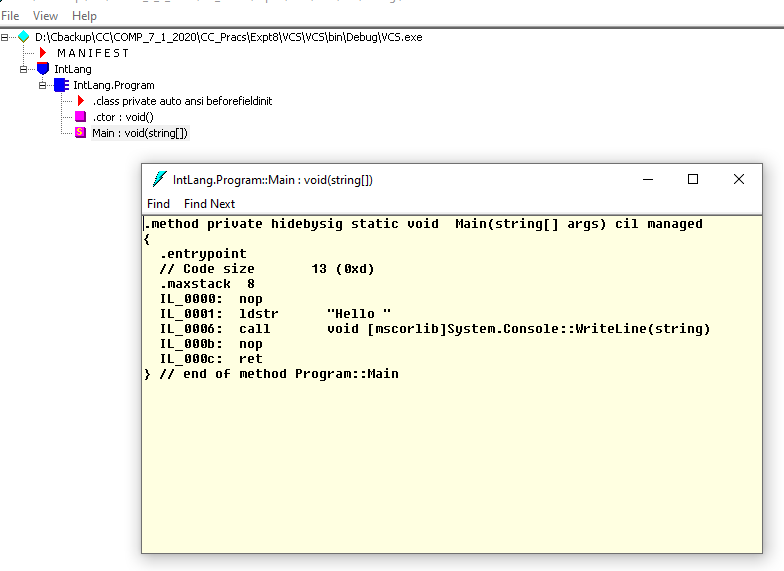 File View Help
D:\Cbackup\CC\COMP_7_1_2020\CC_Pracs\Expt8\VCS\VCS\bin\Debug\VCS.exe
M A N I F E S T
IntLang
IntLang.Program
.class private auto ansi beforefieldinit
.ctor : void()
S Main : void(string[])
IntLang.Program::Main : void(string[])
Find Find Next
.method private hidebysig static void  Main(string[] args) cil managed
{
  .entrypoint
  // Code size       13 (0xd)
  .maxstack  8
  IL_0000:  nop
  IL_0001:  ldstr      "Hello "
  IL_0006:  call       void [mscorlib]System.Console::WriteLine(string)
  IL_000b:  nop
  IL_000c:  ret
} // end of method Program::Main